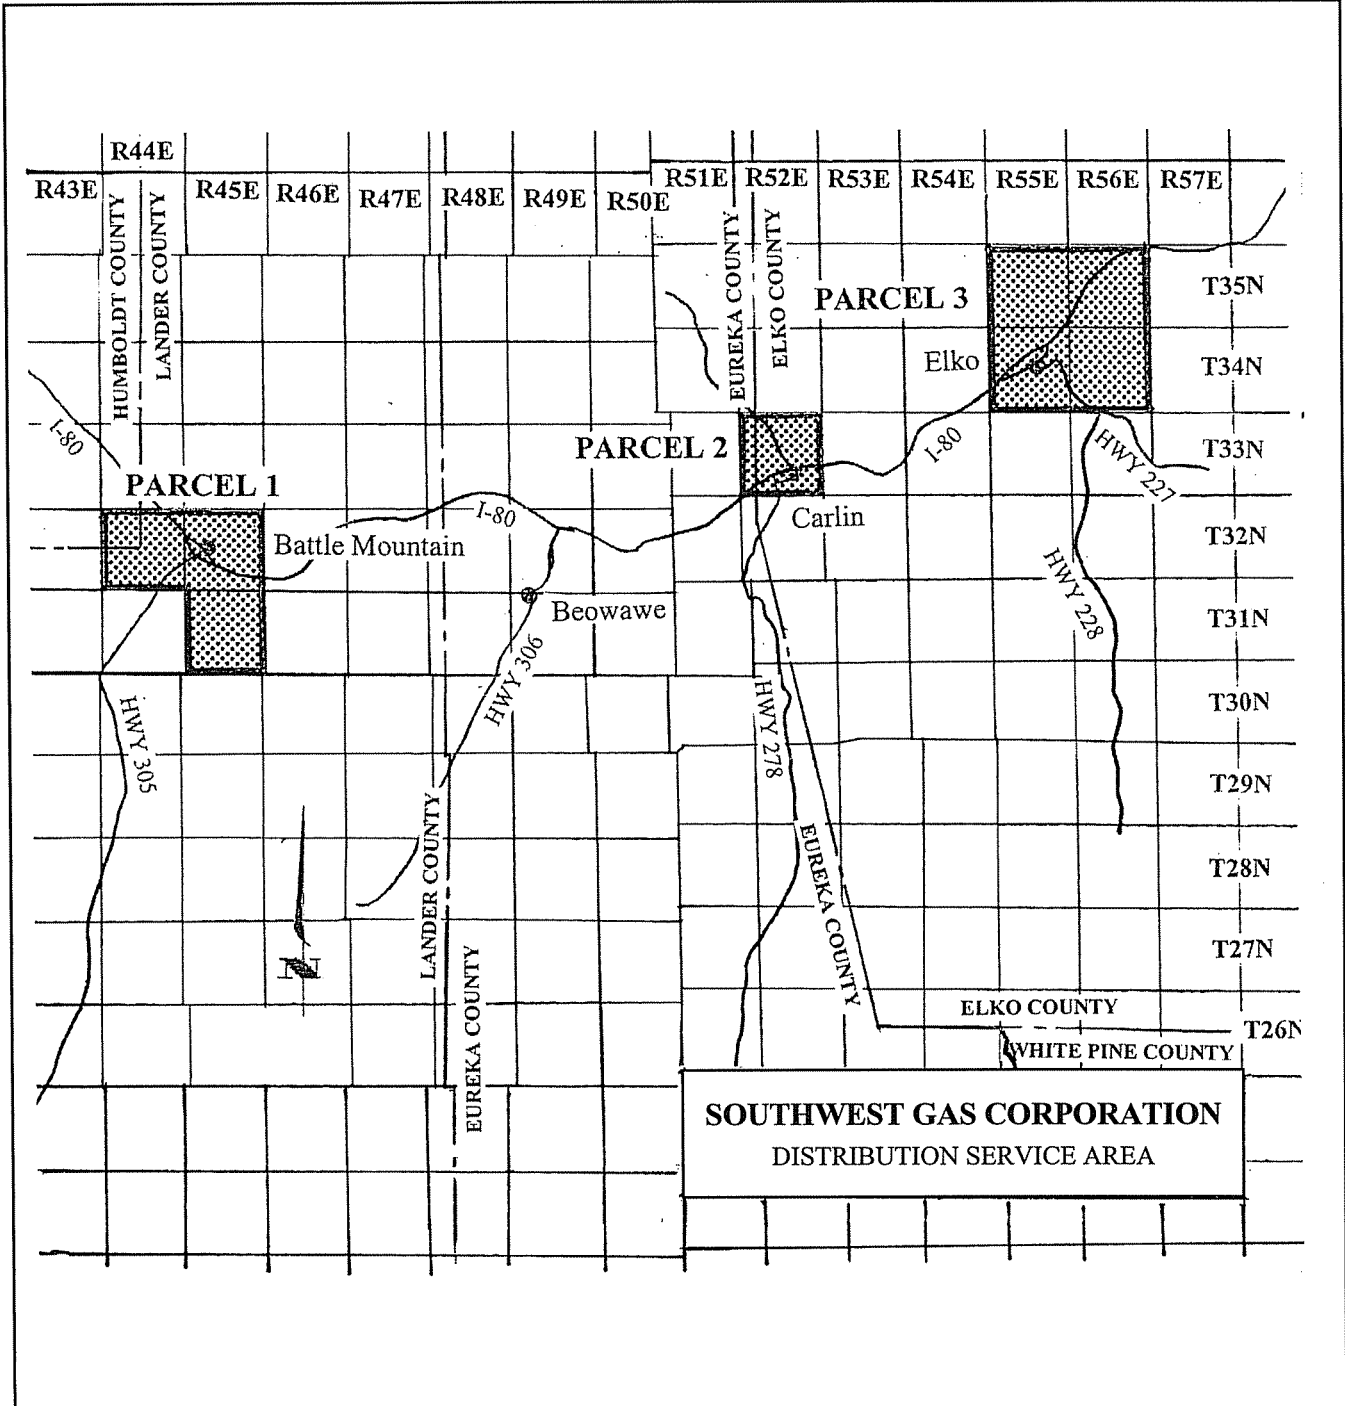 R44E
R43E
R45E
R46E
R47E
R48E
R49E
R50E
R51E
R52E
R53E
R54E
R55E
R56E
R57E
HUMBOLDT COUNTY
LANDER COUNTY
EUREKA COUNTY
ELKO COUNTY
PARCEL 3
T35N
Elko
T34N
I-80
PARCEL 2
I-80
HWY 227
T33N
PARCEL 1
I-80
Carlin
Battle Mountain
T32N
HWY 228
Beowawe
T31N
HWY 306
HWY 305
HWY 278
T30N
T29N
LANDER COUNTY
EUREKA COUNTY
T28N
N
EUREKA COUNTY
T27N
ELKO COUNTY
T26N
WHITE PINE COUNTY
SOUTHWEST GAS CORPORATION
DISTRIBUTION SERVICE AREA